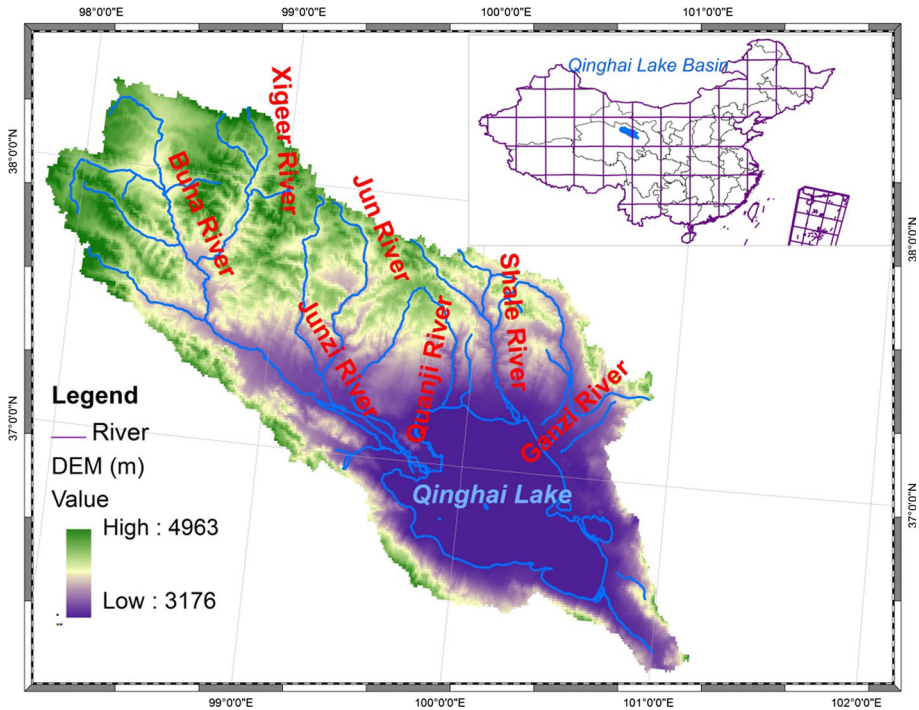 98°0'0"E 99°0'0"E 100°0'0"E 101°0'0"E
Qinghai Lake Basin
Xigeer River
Buha River
Jun River
Shale River
Junzi River
Quanji River
Ganzi River
Qinghai Lake
38°0'0"N
37°0'0"N
38°0'0"N
37°0'0"N
Legend
River
DEM (m)
Value
High : 4963
Low : 3176
99°0'0"E 100°0'0"E 101°0'0"E 102°0'0"E